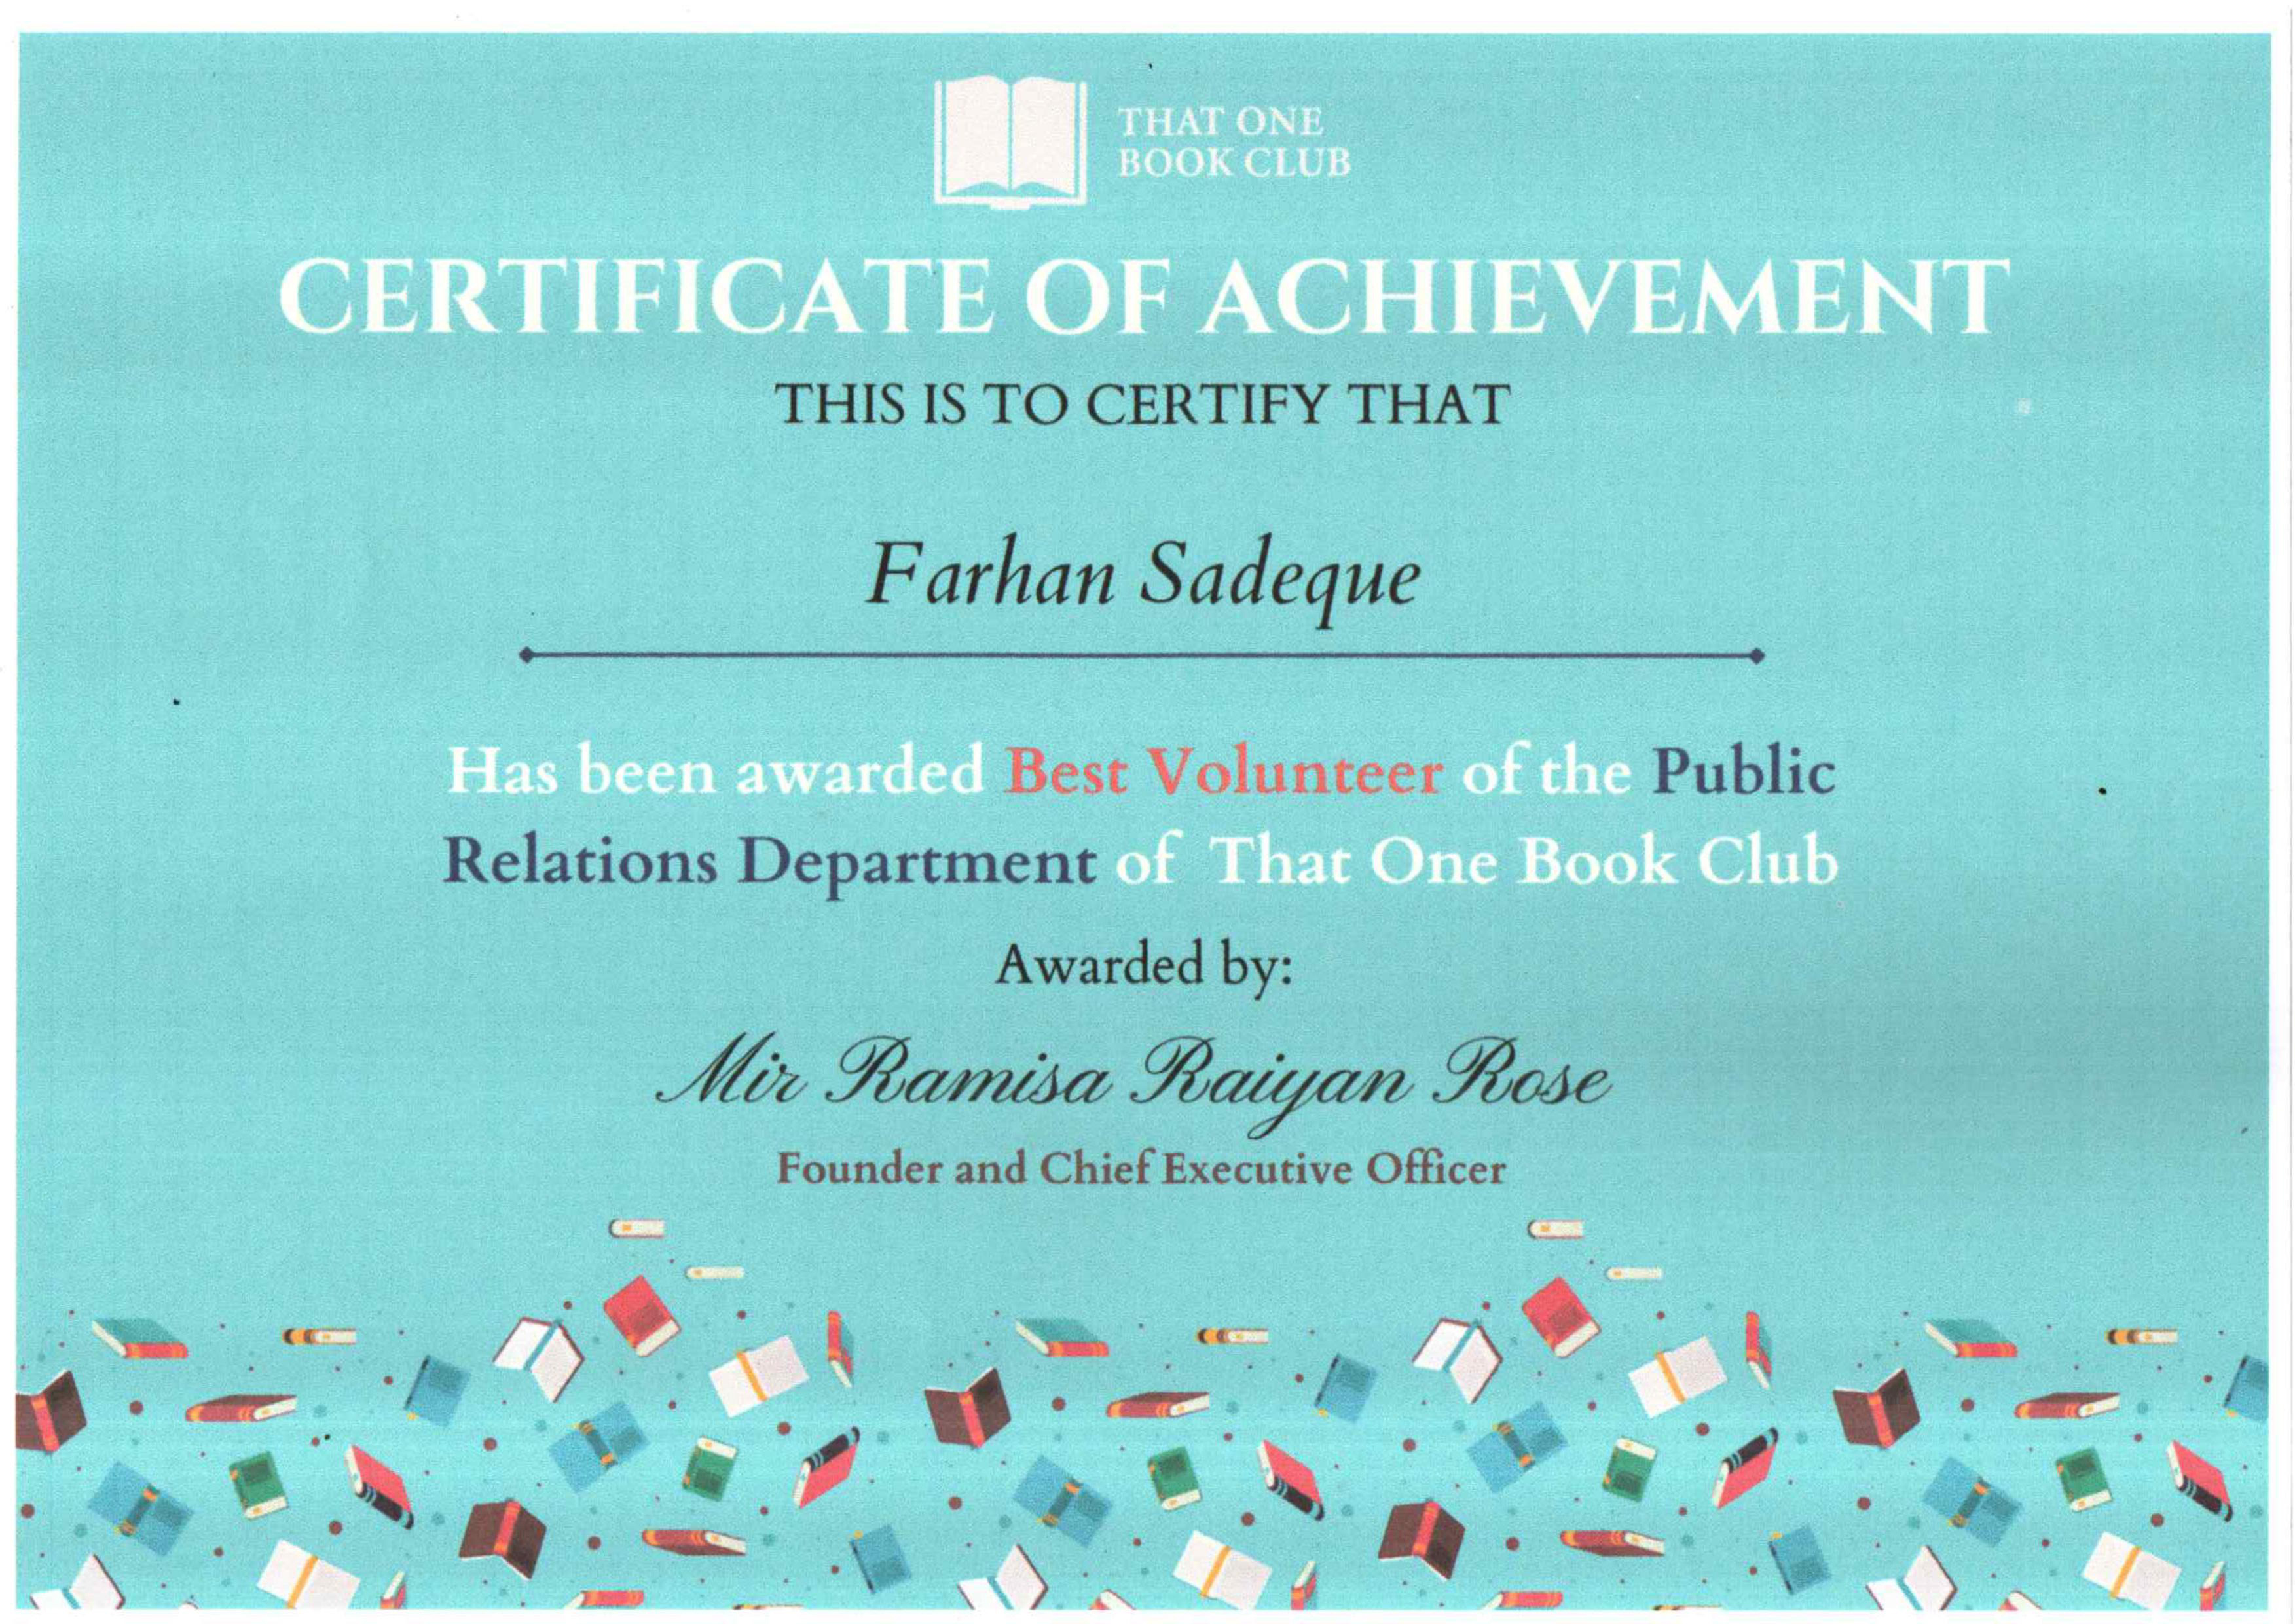 THAT ONE
BOOK CLUB
CERTIFICATE OF ACHIEVEMENT
THIS IS TO CERTIFY THAT
Farhan Sadeque
Has been awarded Best Volunteer of the Public
Relations Department of That One Book Club
Awarded by:
Mir Ramisa Raiyan Rose
Founder and Chief Executive Officer